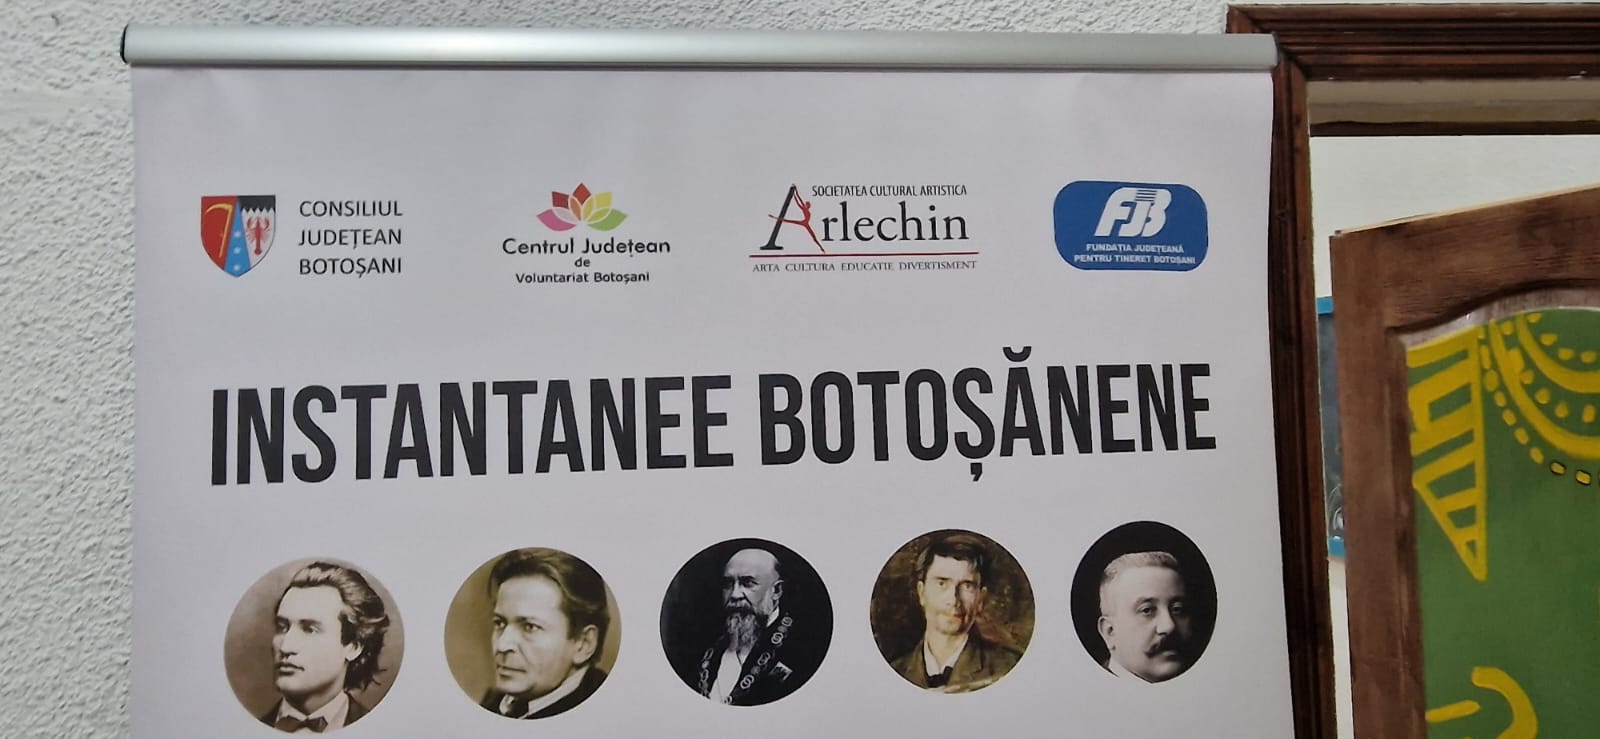 CONSILIUL
JUDEȚEAN
BOTOȘANI
Centrul Județean
de
Voluntariat Botoșani
SOCIETATEA CULTURAL ARTISTICA
Arlechin
ARTA CULTURA EDUCATIE DIVERTISMENT
FJB
FUNDAȚIA JUDEȚEANĂ
PENTRU TINERET BOTOȘANI
INSTANTANEE BOTOȘĂNENE